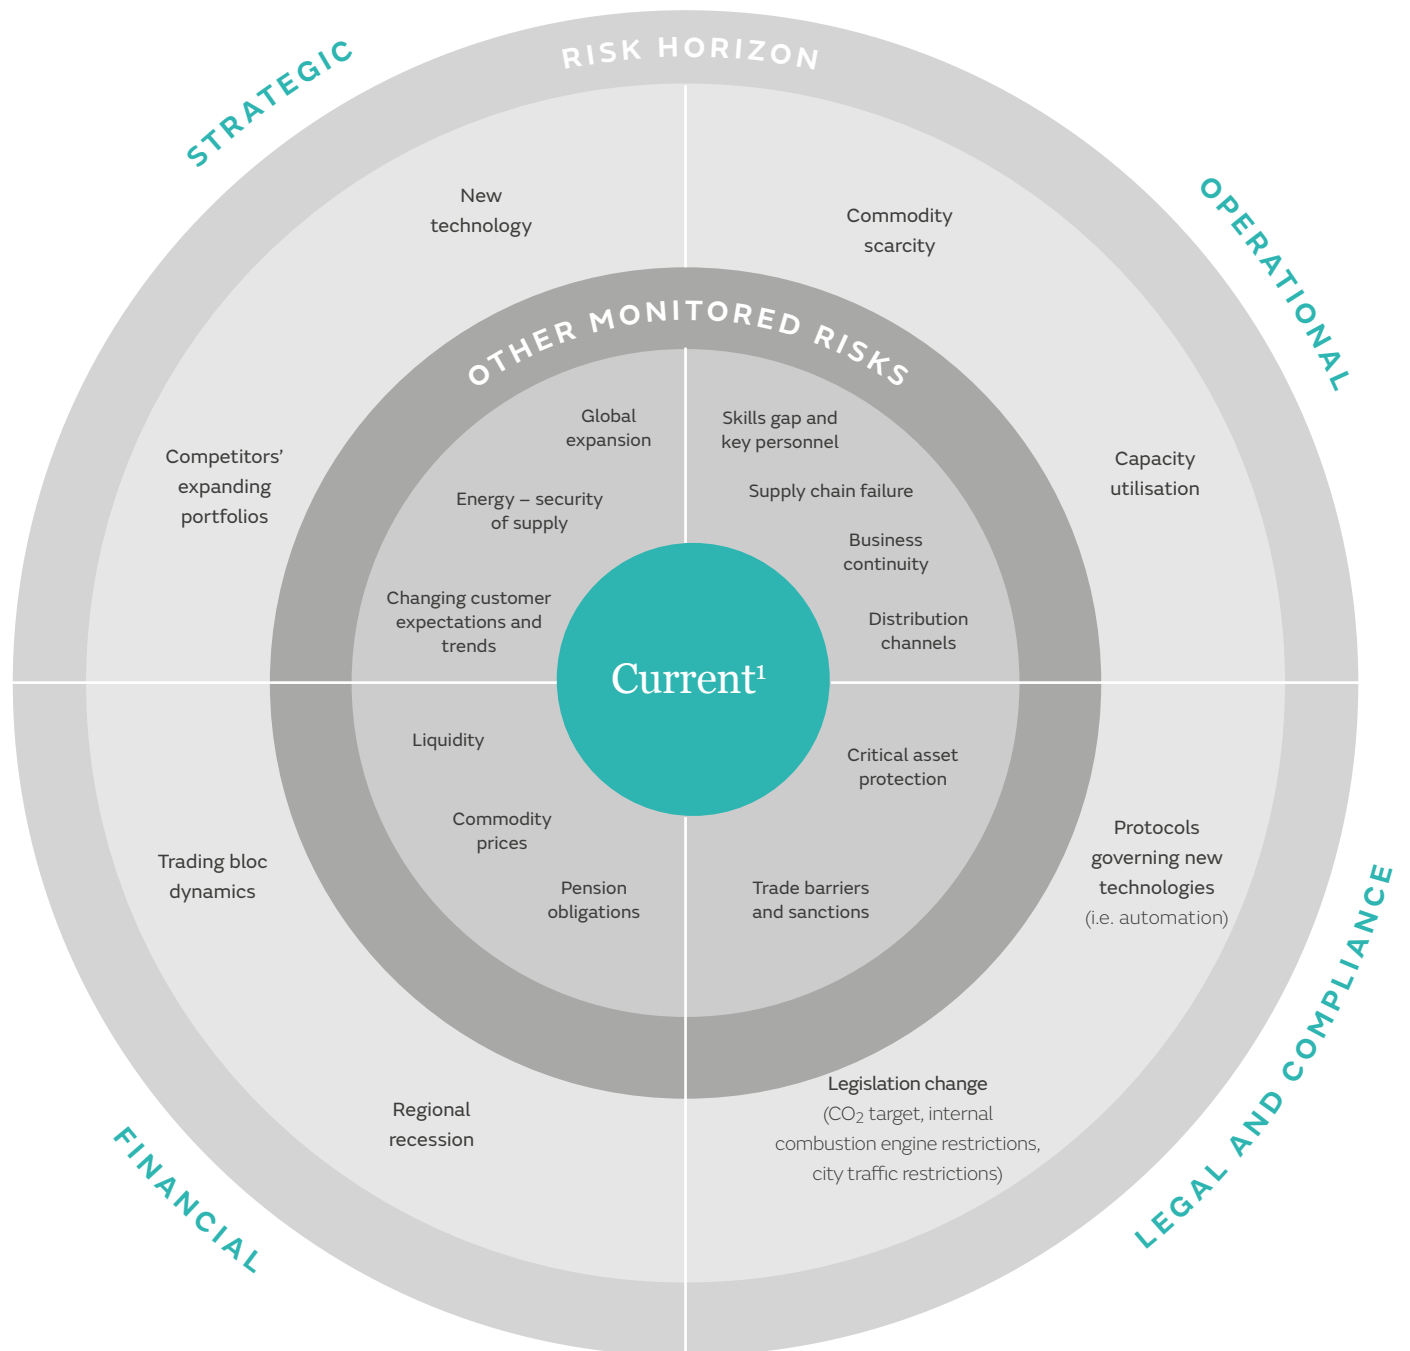 STRATEGIC
RISK HORIZON
OPERATIONAL
New
technology
Commodity
scarcity
Competitors’
expanding
portfolios
Capacity
utilisation
OTHER MONITORED RISKS
Global
expansion
Energy – security
of supply
Changing customer
expectations and
trends
Skills gap and
key personnel
Supply chain failure
Business
continuity
Distribution
channels
Current¹
Liquidity
Commodity
prices
Pension
obligations
Critical asset
protection
Trade barriers
and sanctions
Trading bloc
dynamics
Regional
recession
Protocols
governing new
technologies
(i.e. automation)
Legislation change
(CO₂ target, internal
combustion engine restrictions,
city traffic restrictions)
FINANCIAL
LEGAL AND COMPLIANCE